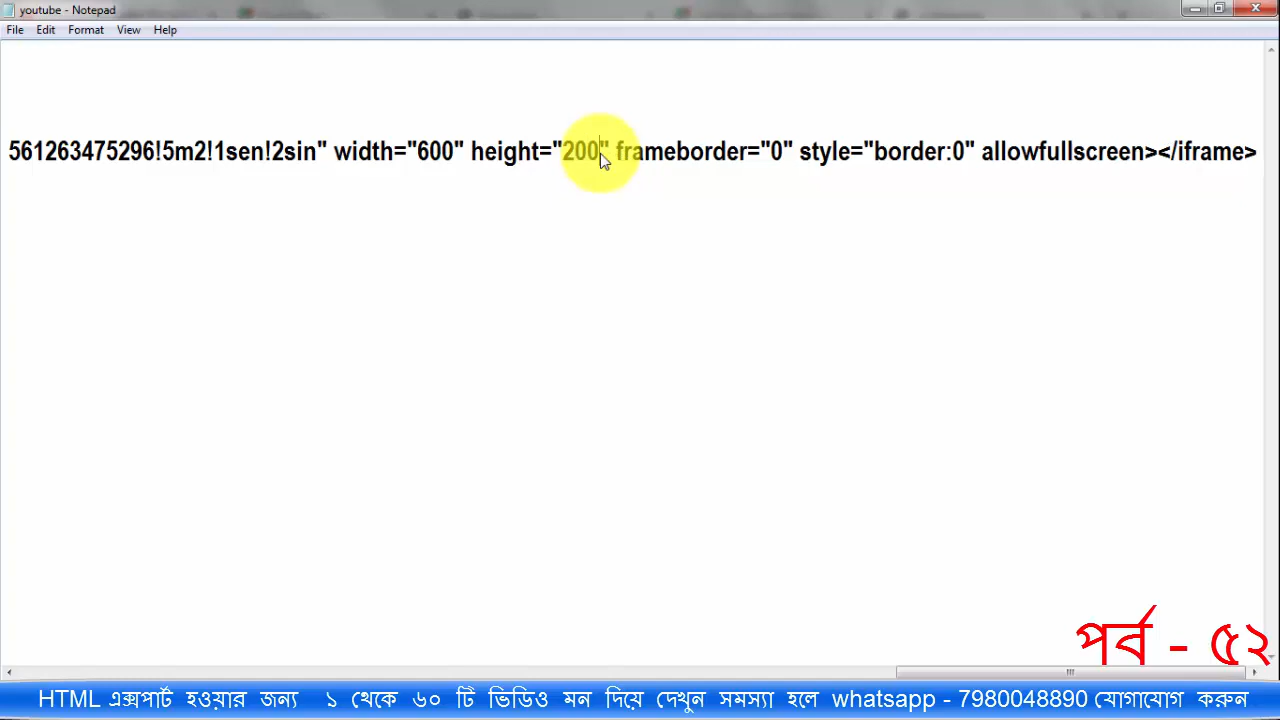 youtube - Notepad
File Edit Format View Help
561263475296!5m2!1sen!2sin" width="600" height="200" frameborder="0" style="border:0" allowfullscreen></iframe>
পর্ব - ৫২
HTML এক্সপার্ট হওয়ার জন্য ১ থেকে ৬০ টি ভিডিও মন দিয়ে দেখুন সমস্যা হলে whatsapp - 7980048890 যোগাযোগ করুন